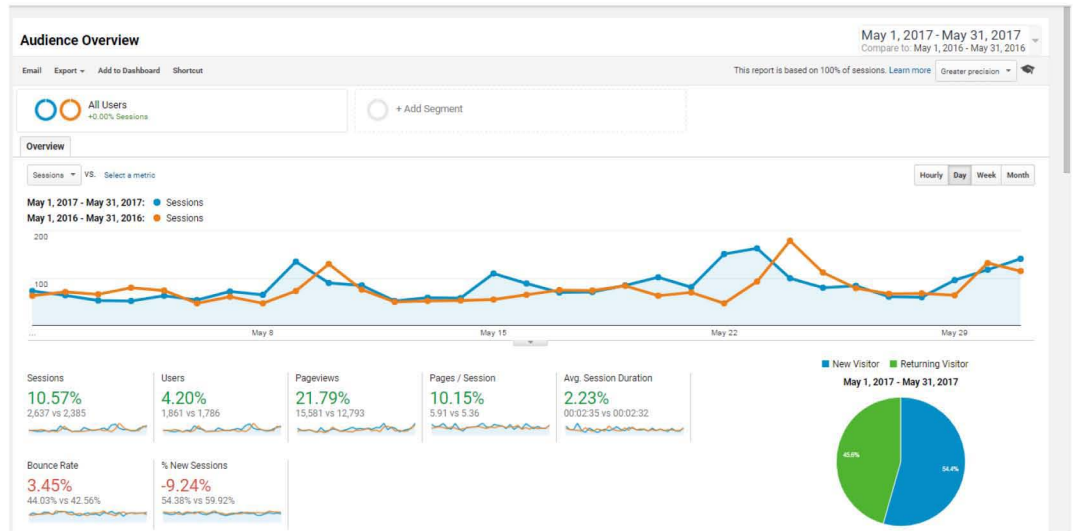 Audience Overview
May 1, 2017 - May 31, 2017
Compare to: May 1, 2016 - May 31, 2016
Email Export Add to Dashboard Shortcut
This report is based on 100% of sessions. Learn more Greater precision
All Users
+0.00% Sessions
+ Add Segment
Overview
Sessions VS. Select a metric
Hourly Day Week Month
May 1, 2017 - May 31, 2017: Sessions
May 1, 2016 - May 31, 2016: Sessions
200
100
... May 8 May 15 May 22 May 29
New Visitor Returning Visitor
May 1, 2017 - May 31, 2017
45.6%
54.4%
Sessions
10.57%
2,637 vs 2,385
Users
4.20%
1,861 vs 1,786
Pageviews
21.79%
15,581 vs 12,793
Pages / Session
10.15%
5.91 vs 5.36
Avg. Session Duration
2.23%
00:02:35 vs 00:02:32
Bounce Rate
3.45%
44.03% vs 42.56%
% New Sessions
-9.24%
54.38% vs 59.92%